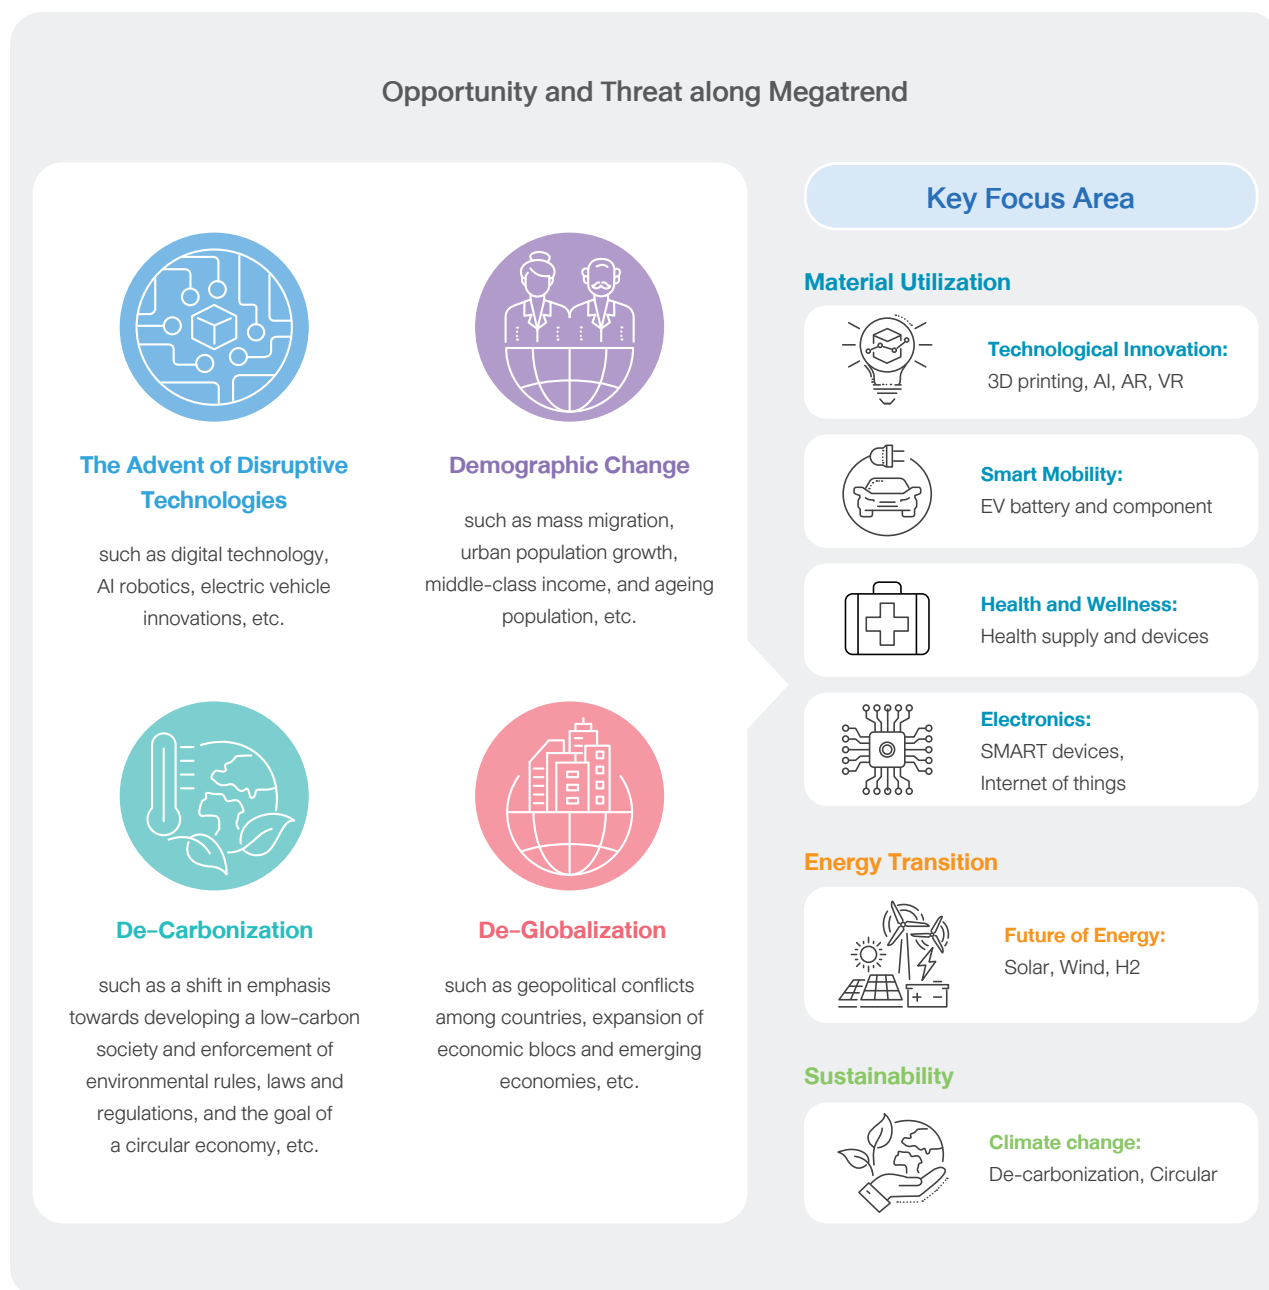 Opportunity and Threat along Megatrend
The Advent of Disruptive
Technologies
such as digital technology,
AI robotics, electric vehicle
innovations, etc.
Demographic Change
such as mass migration,
urban population growth,
middle-class income, and ageing
population, etc.
De-Carbonization
such as a shift in emphasis
towards developing a low-carbon
society and enforcement of
environmental rules, laws and
regulations, and the goal of
a circular economy, etc.
De-Globalization
such as geopolitical conflicts
among countries, expansion of
economic blocs and emerging
economies, etc.
Key Focus Area
Material Utilization
Technological Innovation:
3D printing, AI, AR, VR
Smart Mobility:
EV battery and component
Health and Wellness:
Health supply and devices
Electronics:
SMART devices,
Internet of things
Energy Transition
Future of Energy:
Solar, Wind, H2
Sustainability
Climate change:
De-carbonization, Circular